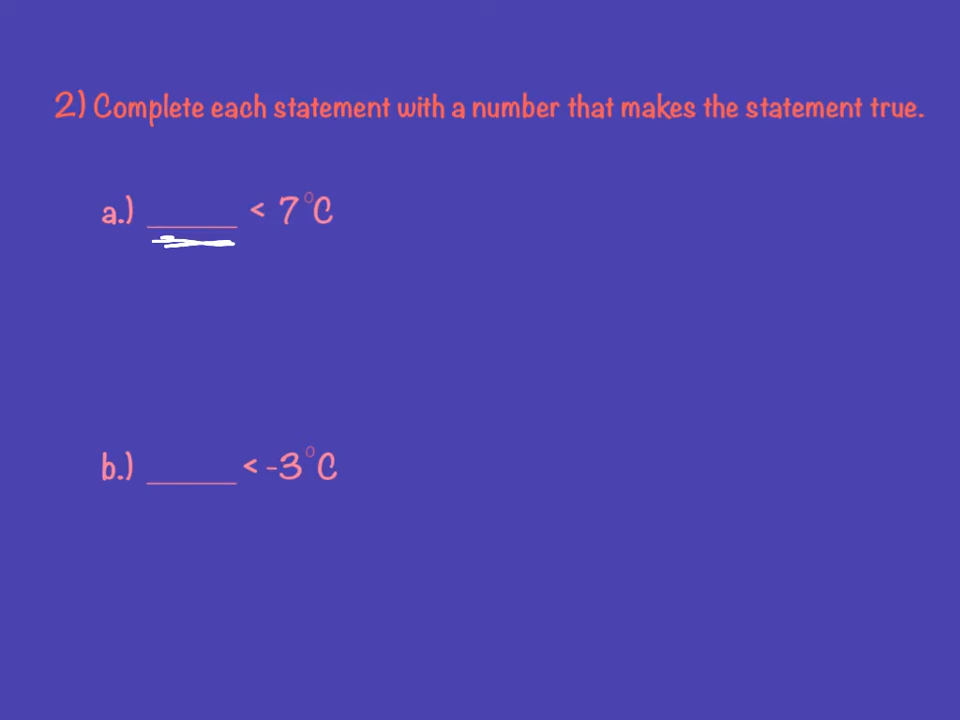 2) Complete each statement with a number that makes the statement true.
a.) _____ < 7°C
b.) _____ < -3°C